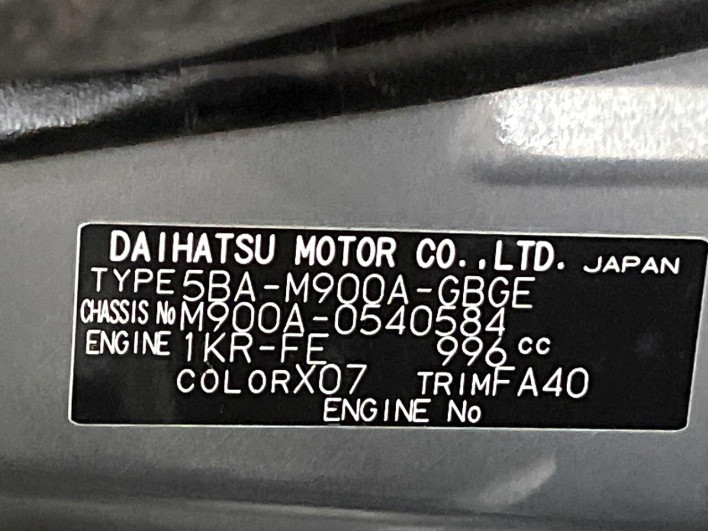 DAIHATSU MOTOR CO.,LTD. JAPAN
TYPE 5BA-M900A-GBGE
CHASSIS No M900A-0540584
ENGINE 1KR-FE 996 cc
COLOR X07 TRIM FA40
ENGINE No